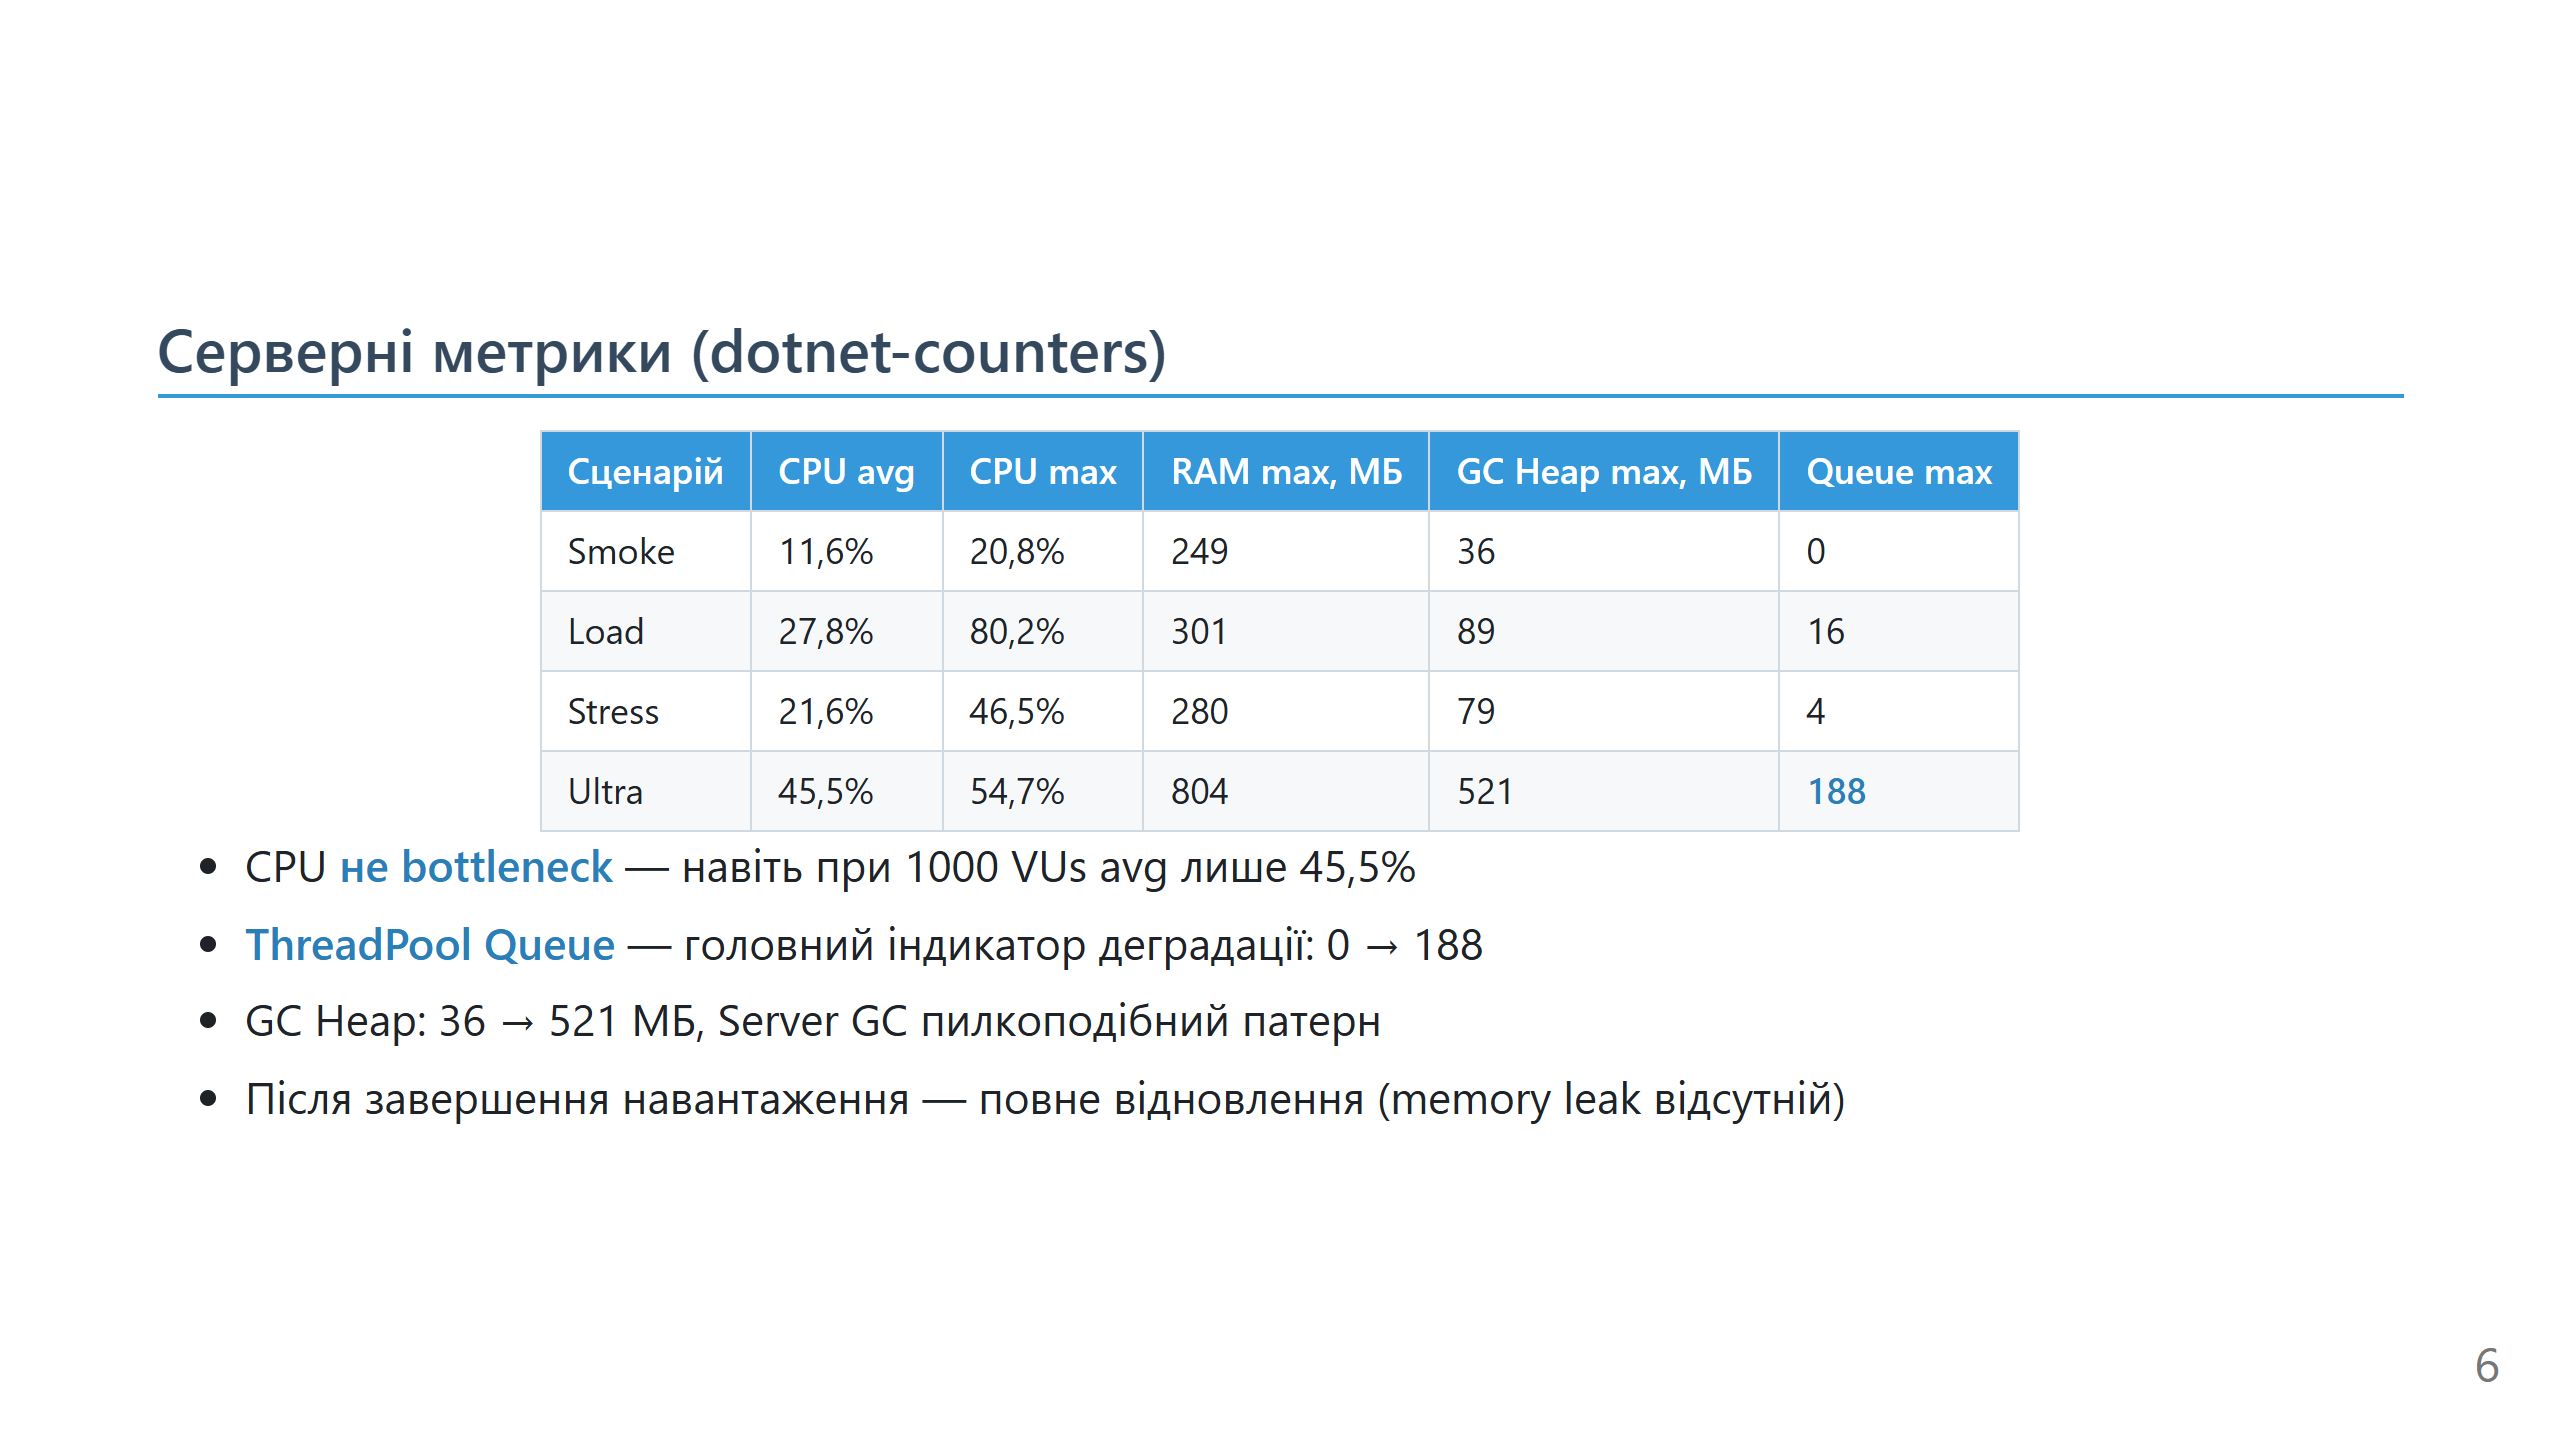 Серверні метрики (dotnet-counters)
Сценарій CPU avg CPU max RAM max, МБ GC Heap max, МБ Queue max
Smoke 11,6% 20,8% 249 36 0
Load 27,8% 80,2% 301 89 16
Stress 21,6% 46,5% 280 79 4
Ultra 45,5% 54,7% 804 521 188
• CPU не bottleneck — навіть при 1000 VUs avg лише 45,5%
• ThreadPool Queue — головний індикатор деградації: 0 → 188
• GC Heap: 36 → 521 МБ, Server GC пилкоподібний патерн
• Після завершення навантаження — повне відновлення (memory leak відсутній)
6